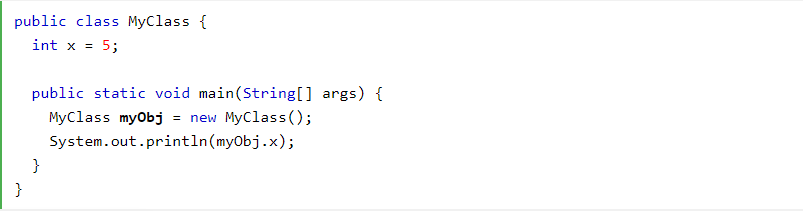 public class MyClass {
  int x = 5;

  public static void main(String[] args) {
    MyClass myObj = new MyClass();
    System.out.println(myObj.x);
  }
}